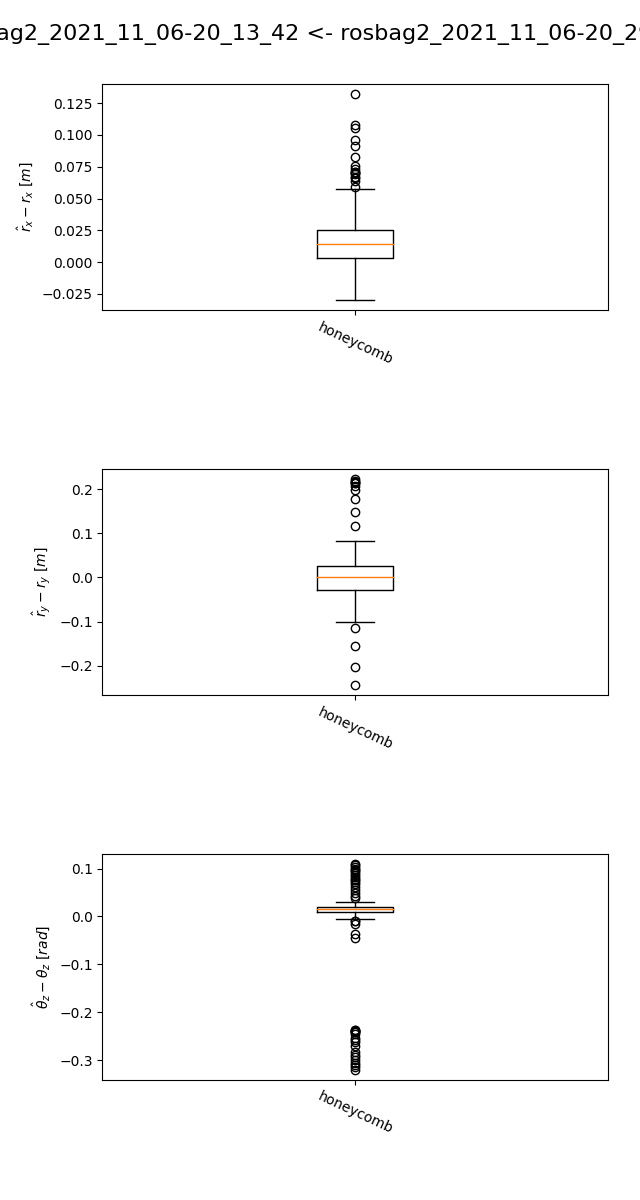 ag2_2021_11_06-20_13_42 <- rosbag2_2021_11_06-20_2
0.125
0.100
0.075
0.050
0.025
0.000
−0.025
r̂x − rx [m]
honeycomb
0.2
0.1
0.0
−0.1
−0.2
r̂y − ry [m]
honeycomb
0.1
0.0
−0.1
−0.2
−0.3
θ̂z − θz [rad]
honeycomb